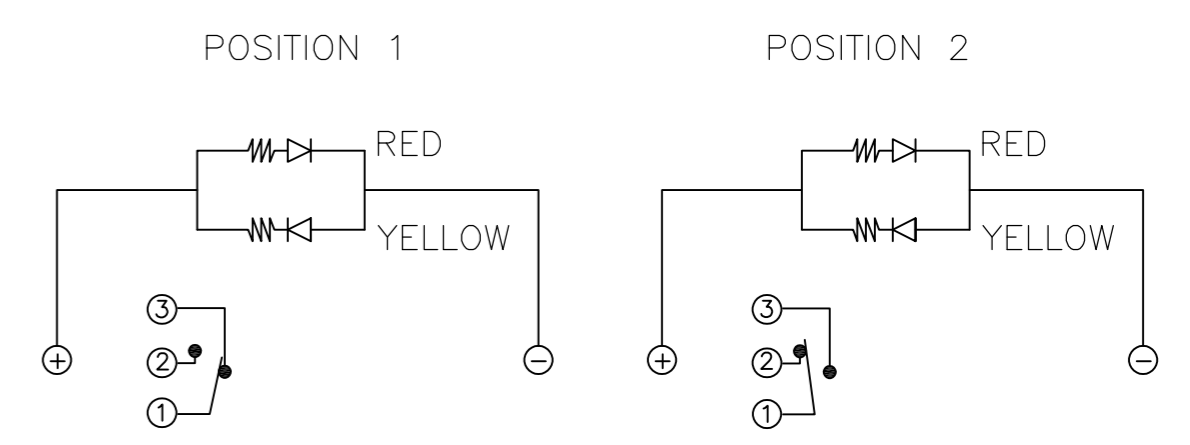 POSITION 1
RED
YELLOW
3
+
2
-
1
POSITION 2
RED
YELLOW
3
+
2
-
1